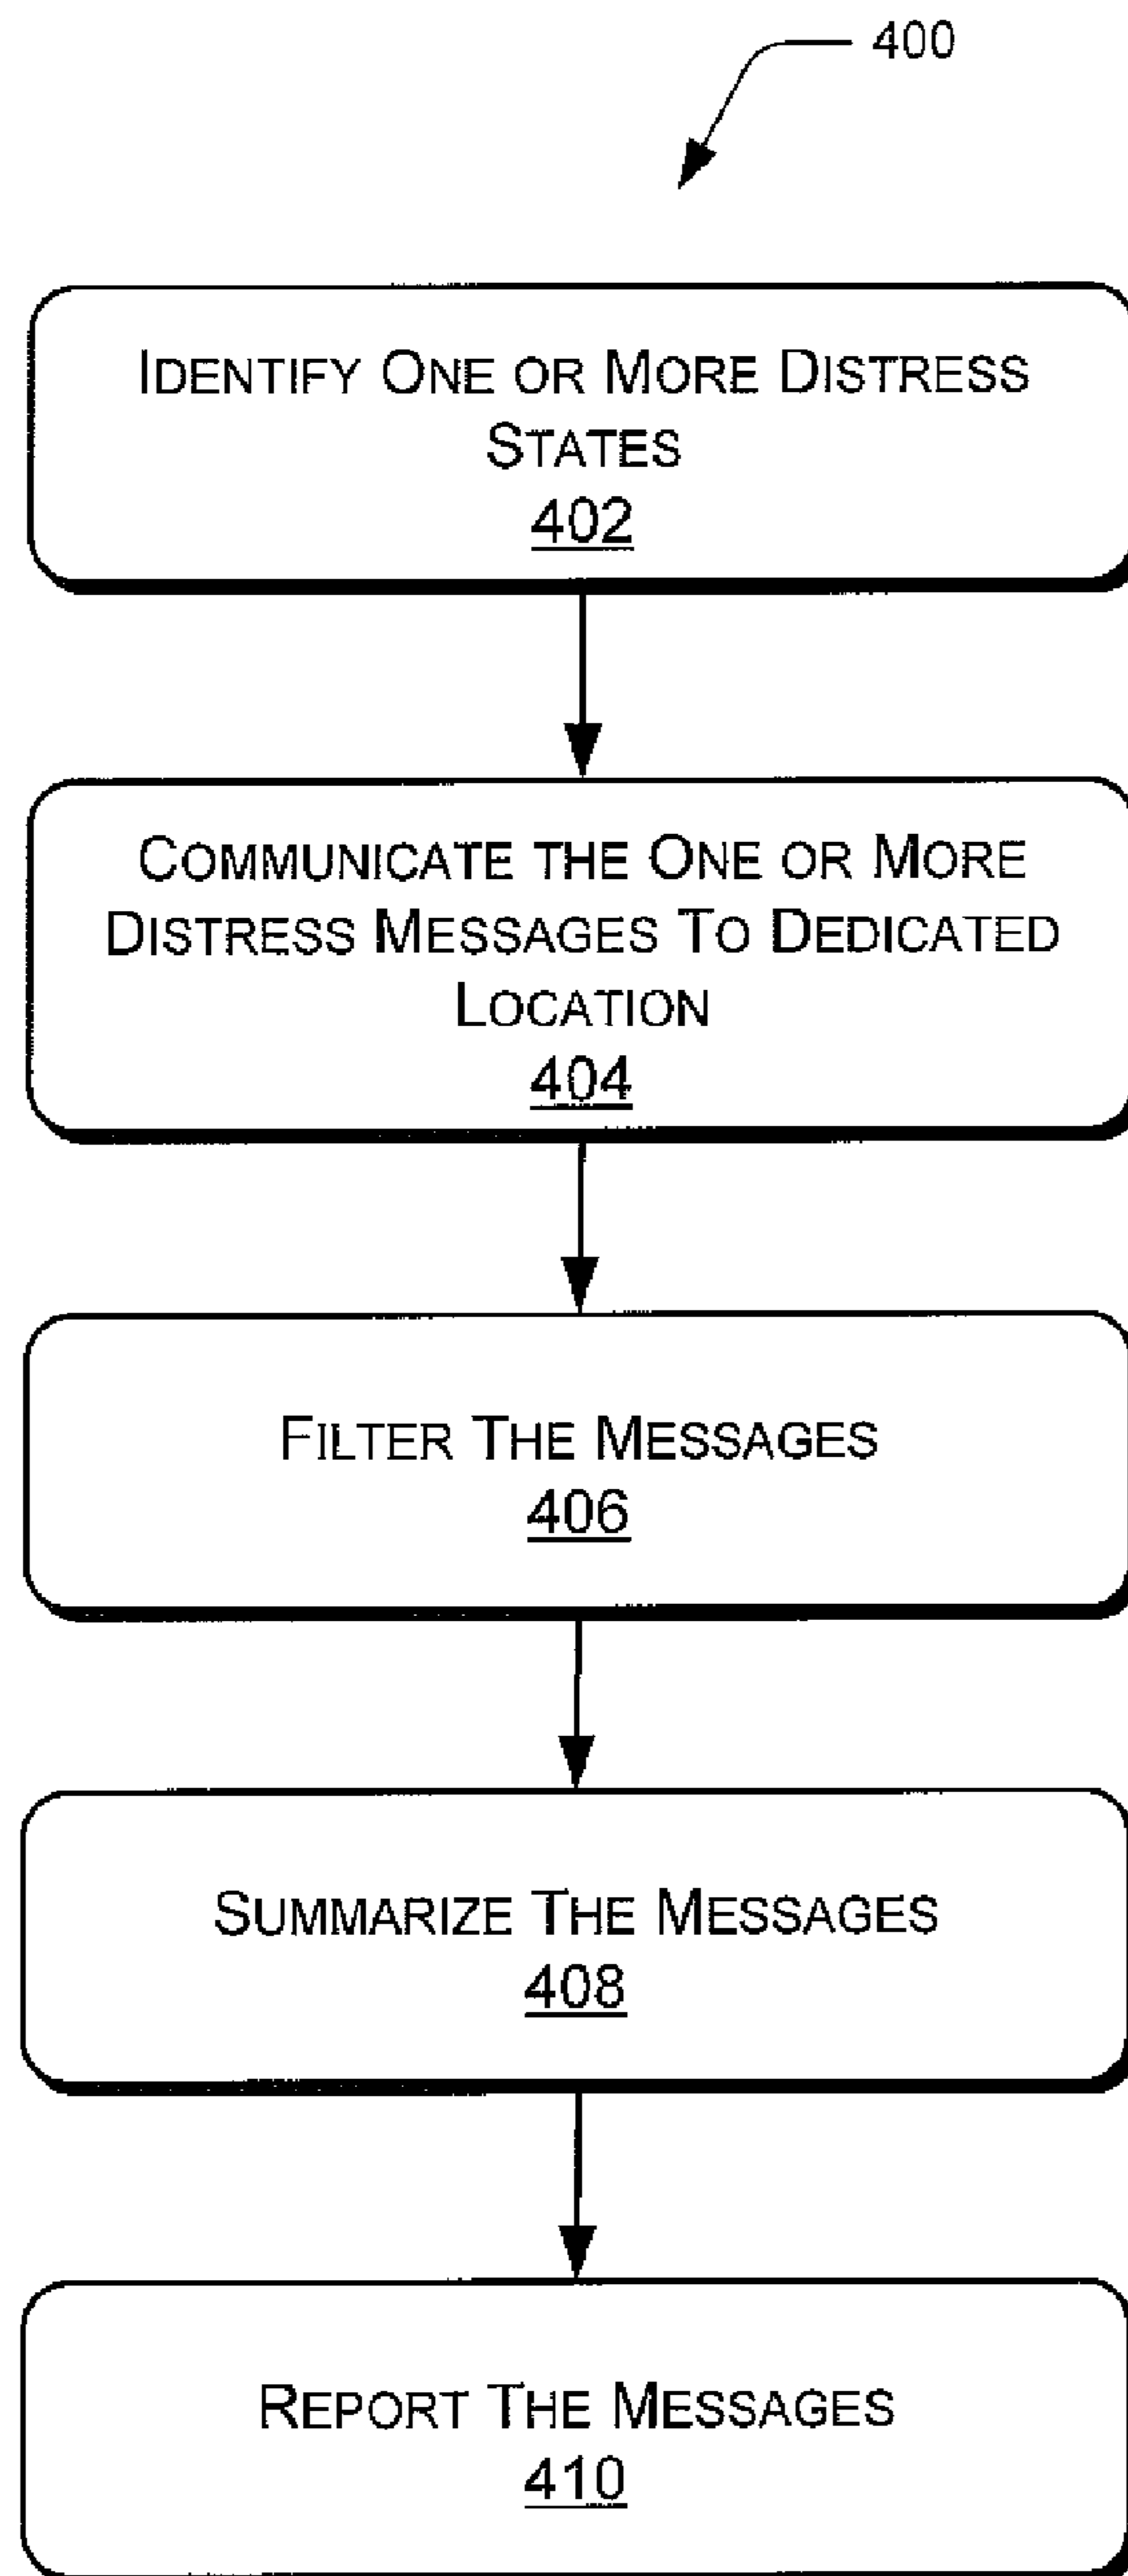 400
IDENTIFY ONE OR MORE DISTRESS
STATES
402
COMMUNICATE THE ONE OR MORE
DISTRESS MESSAGES TO DEDICATED
LOCATION
404
FILTER THE MESSAGES
406
SUMMARIZE THE MESSAGES
408
REPORT THE MESSAGES
410